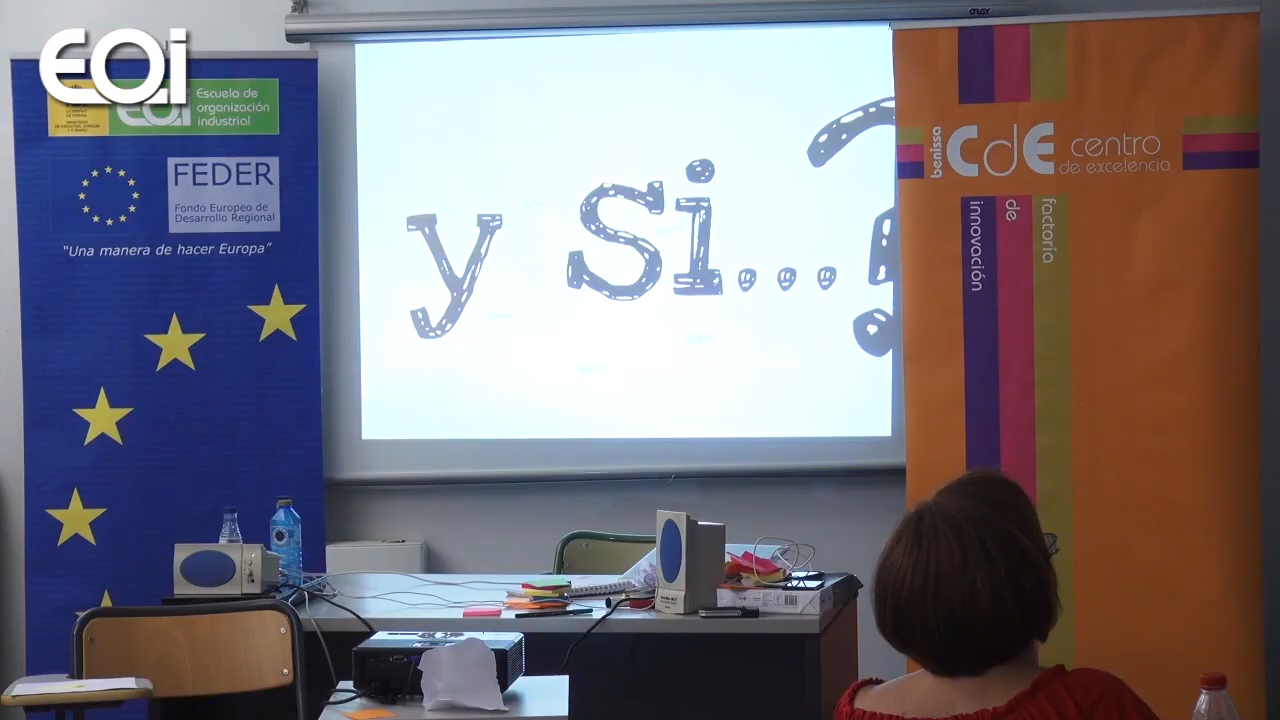 EOi
Escuela de
organización
industrial
EOi
FEDER
Fondo Europeo de
Desarrollo Regional
“Una manera de hacer Europa”
y si...?
benissa
CdE centro
de excelencia
factoría
de
innovación